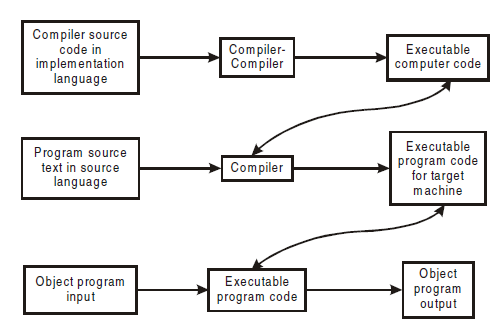 Compiler source
code in
implementation
language
Compiler-
Compiler
Executable
computer code
Program source
text in source
language
Compiler
Executable
program code
for target
machine
Object program
input
Executable
program code
Object
program
output